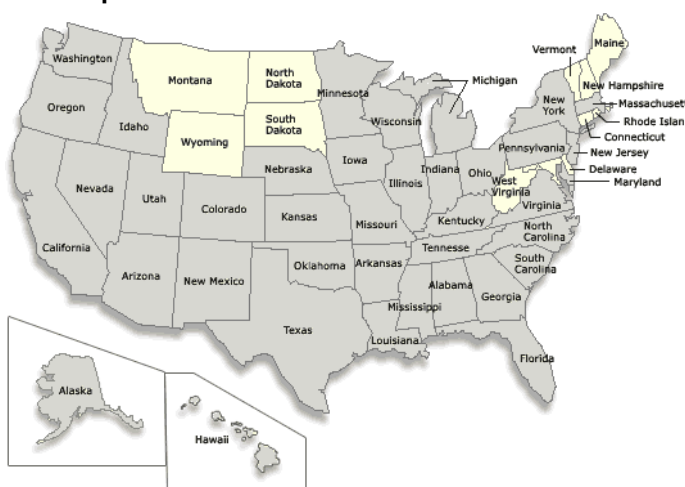 Washington
Montana
North
Dakota
Minnesota
Michigan
Vermont
Maine
New Hampshire
Massachuset
Rhode Islan
Connecticut
New Jersey
Delaware
Maryland
Oregon
Idaho
Wyoming
South
Dakota
Wisconsin
New
York
Pennsylvania
Nebraska
Iowa
Illinois
Indiana
Ohio
West
Virginia
Virginia
Nevada
Utah
Colorado
Kansas
Missouri
Kentucky
North
Carolina
California
Arizona
New Mexico
Oklahoma
Arkansas
Tennesse
South
Carolina
Texas
Louisiana
Mississippi
Alabama
Georgia
Florida
Alaska
Hawaii